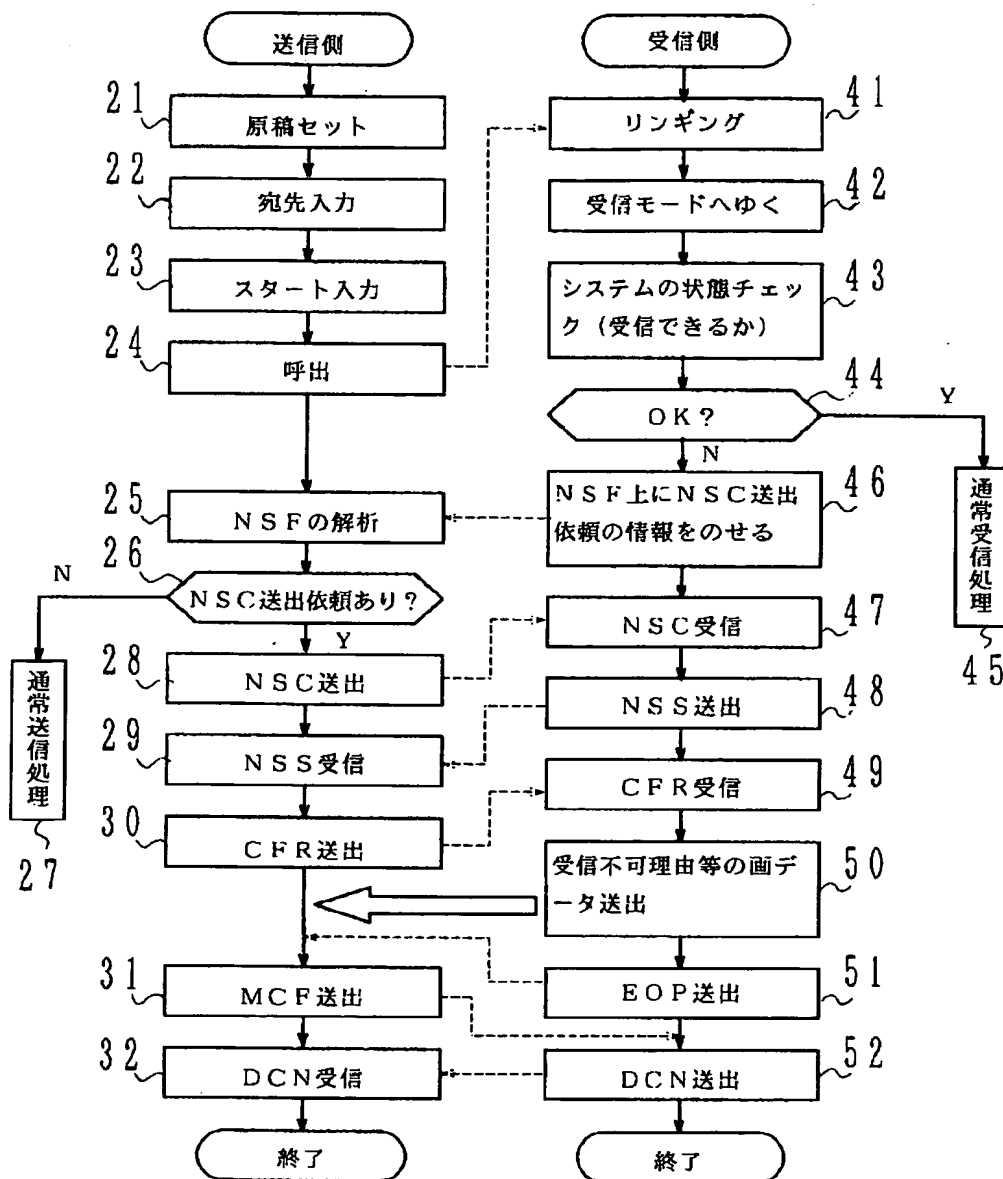 送信側
21
原稿セット
22
宛先入力
23
スタート入力
24
呼出
25
NSFの解析
26
NSC送出依頼あり?
N
Y
通常送信処理
27
28
NSC送出
29
NSS受信
30
CFR送出
31
MCF送出
32
DCN受信
終了
受信側
41
リンギング
42
受信モードへゆく
43
システムの状態チェッ
ク(受信できるか)
44
OK?
Y
N
通常受信処理
45
46
NSF上にNSC送出
依頼の情報をのせる
47
NSC受信
48
NSS送出
49
CFR受信
50
受信不可理由等の画デ
ータ送出
51
EOP送出
52
DCN送出
終了